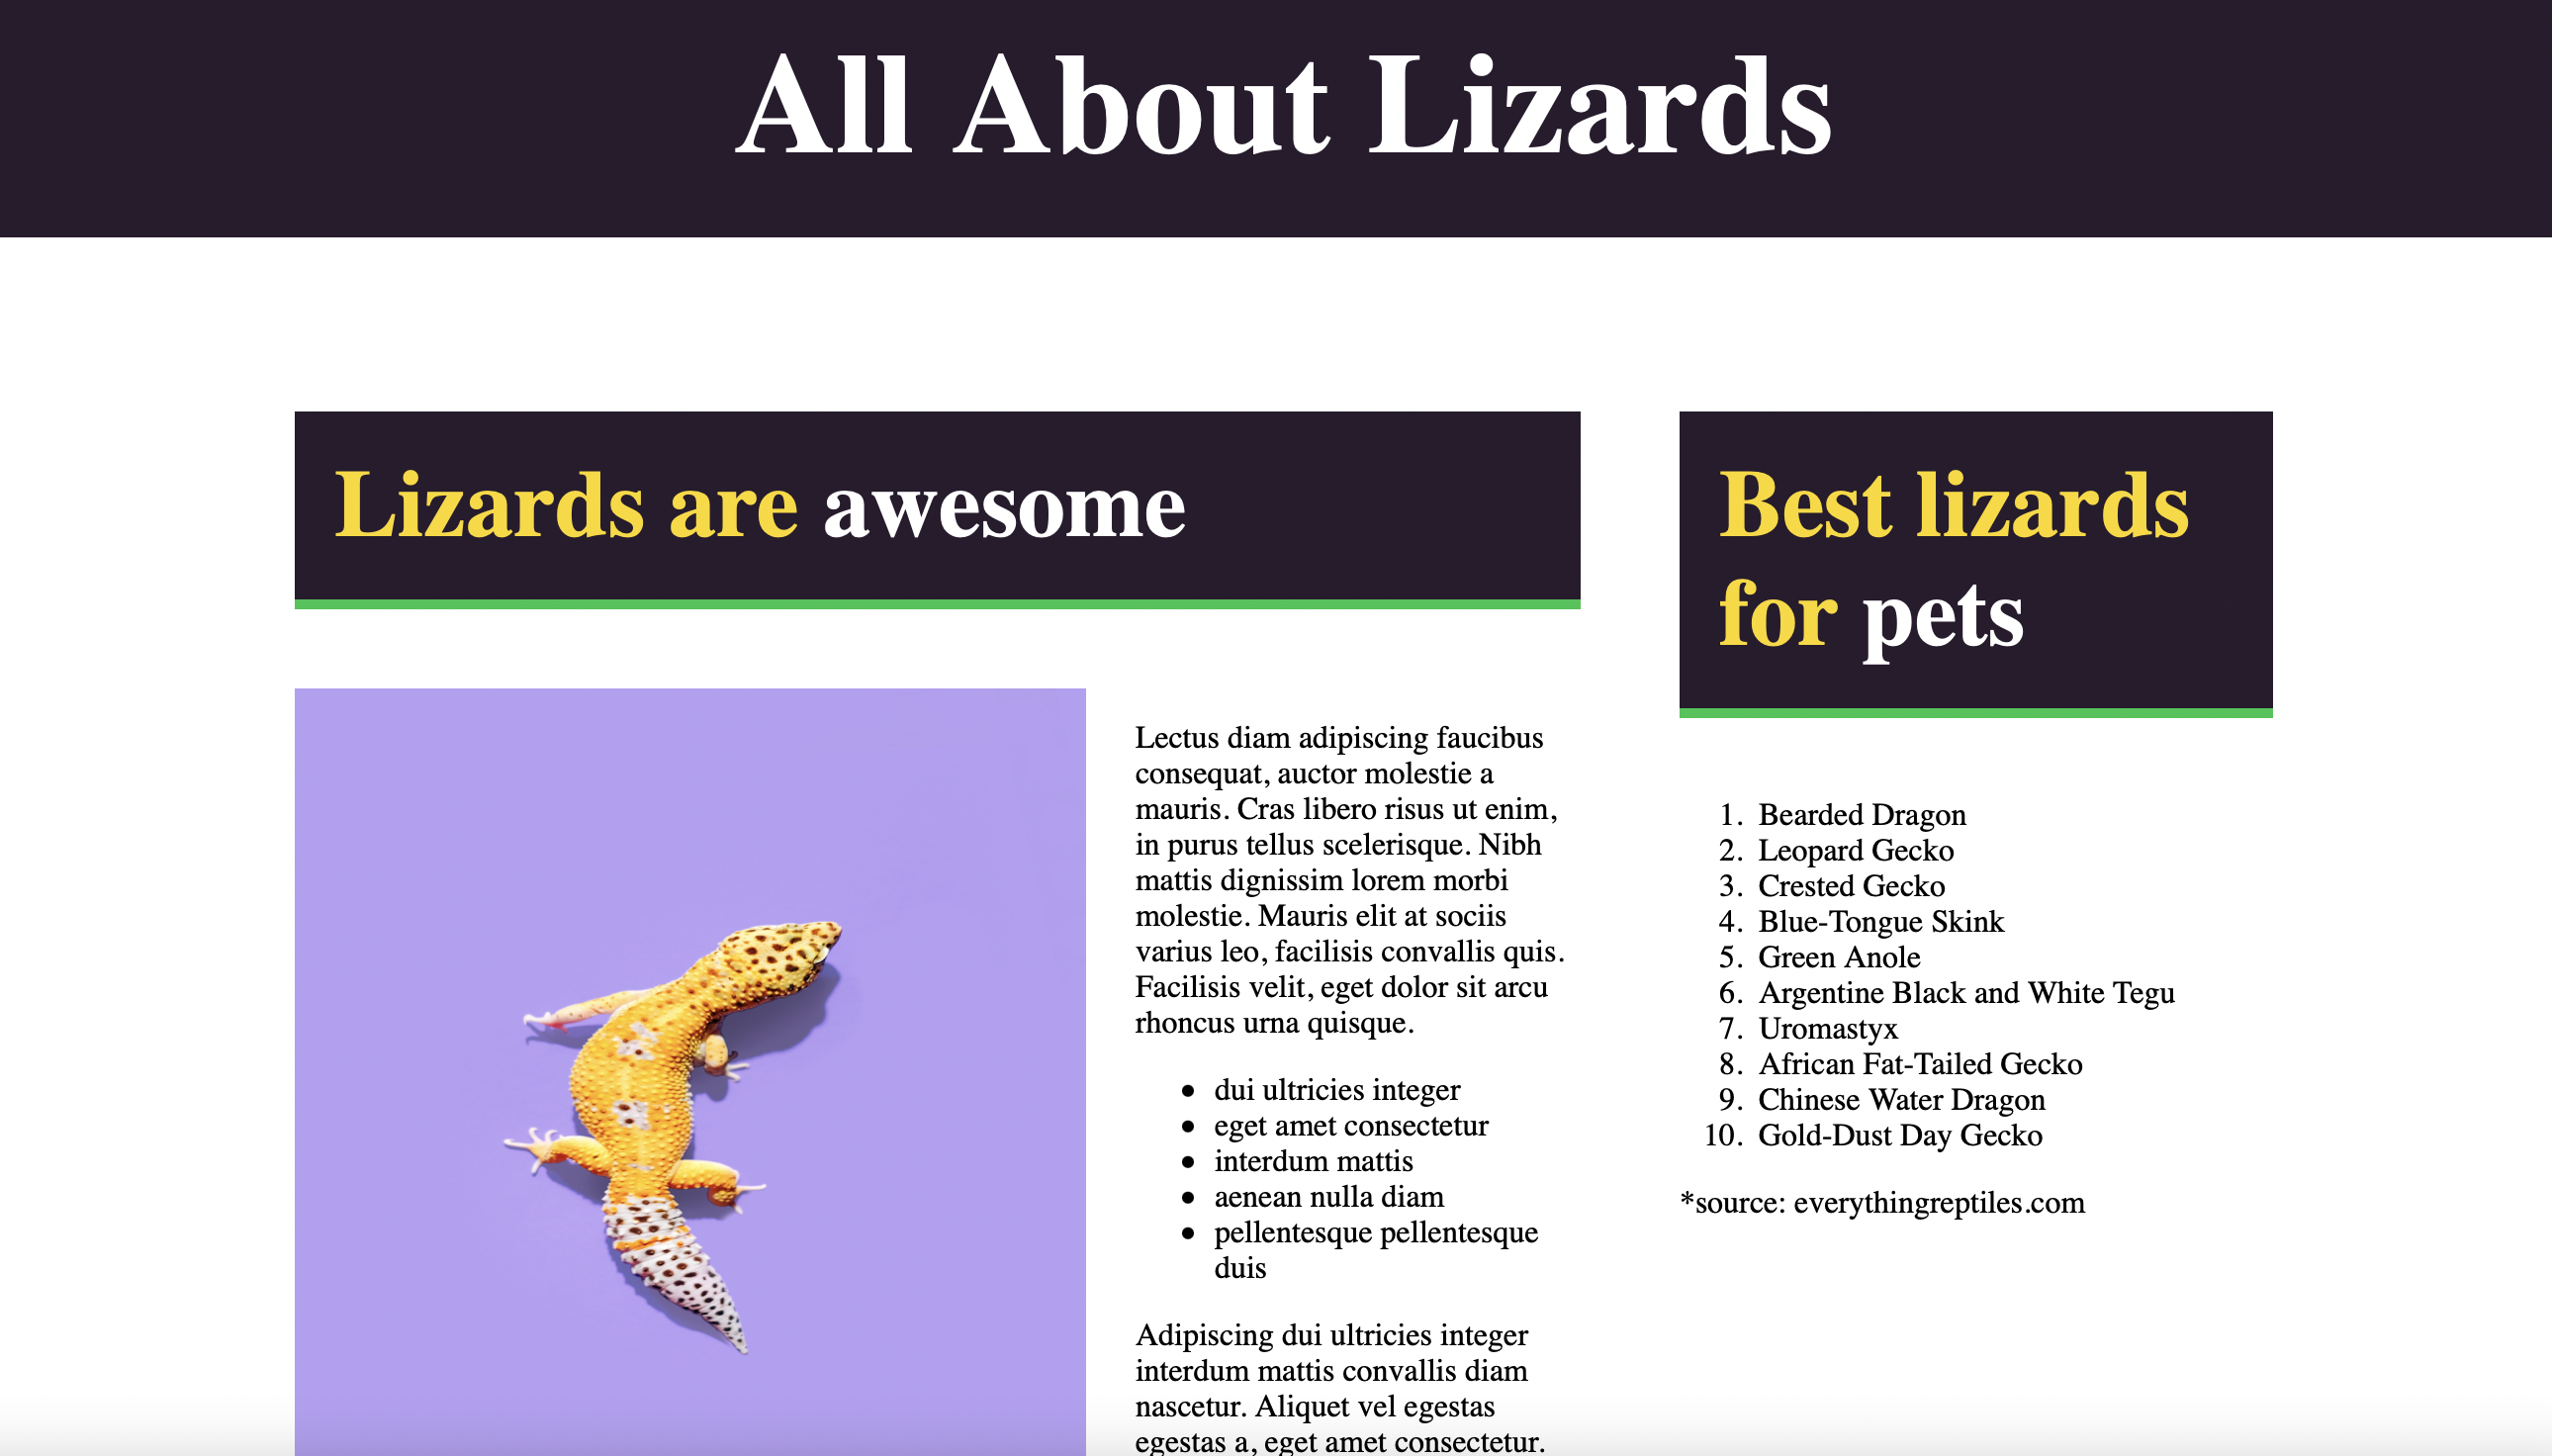 All About Lizards
Lizards are awesome
Lectus diam adipiscing faucibus
consequat, auctor molestie a
mauris. Cras libero risus ut enim,
in purus tellus scelerisque. Nibh
mattis dignissim lorem morbi
molestie. Mauris elit at sociis
varius leo, facilisis convallis quis.
Facilisis velit, eget dolor sit arcu
rhoncus urna quisque.
• dui ultricies integer
• eget amet consectetur
• interdum mattis
• aenean nulla diam
• pellentesque pellentesque
duis
Adipiscing dui ultricies integer
interdum mattis convallis diam
nascetur. Aliquet vel egestas
egestas a, eget amet consectetur.
Best lizards
for pets
1. Bearded Dragon
2. Leopard Gecko
3. Crested Gecko
4. Blue-Tongue Skink
5. Green Anole
6. Argentine Black and White Tegu
7. Uromastyx
8. African Fat-Tailed Gecko
9. Chinese Water Dragon
10. Gold-Dust Day Gecko
*source: everythingreptiles.com